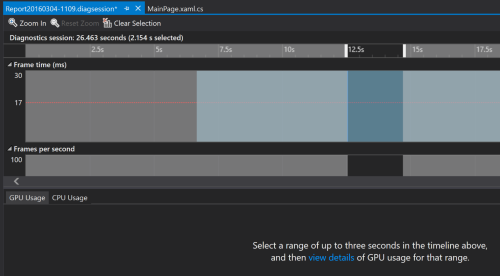 Report20160304-1109.diagsession* MainPage.xaml.cs
Zoom In Reset Zoom Clear Selection
Diagnostics session: 26.463 seconds (2.154 s selected)
2.5s 5s 7.5s 10s 12.5s 15s 17.5s
Frame time (ms)
30
17
Frames per second
100
GPU Usage CPU Usage
Select a range of up to three seconds in the timeline above,
and then view details of GPU usage for that range.